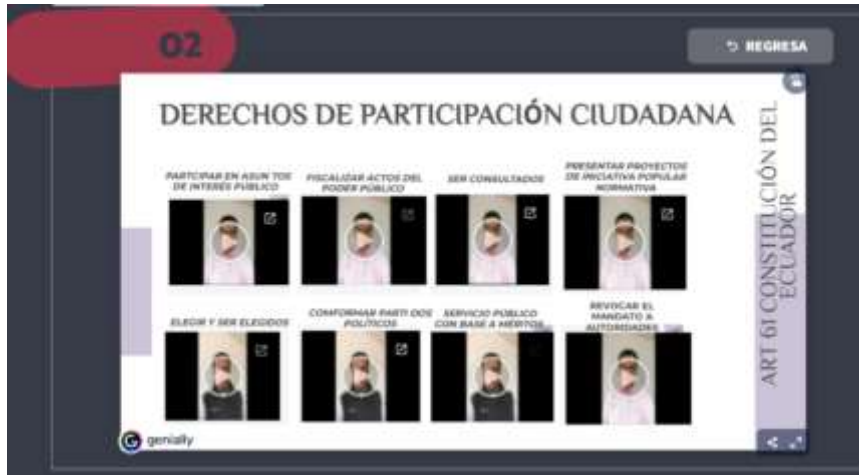 02
REGRESA
DERECHOS DE PARTICIPACIÓN CIUDADANA
PARTCIPAR EN ASUN TOS
DE INTERÉS PÚBLICO
FISCALIZAR ACTOS DEL
PODER PÚBLICO
SER CONSULTADOS
PRESENTAR PROYECTOS
DE INICIATIVA POPULAR
NORMATIVA
ELEGIR Y SER ELEGIDOS
CONFORMAR PARTI DOS
POLÍTICOS
SERVICIO PÚBLICO
CON BASE A MÉRITOS
REVOCAR EL
MANDATO A
AUTORIDADES
ART 61 CONSTITUCIÓN DEL
ECUADOR
G genially